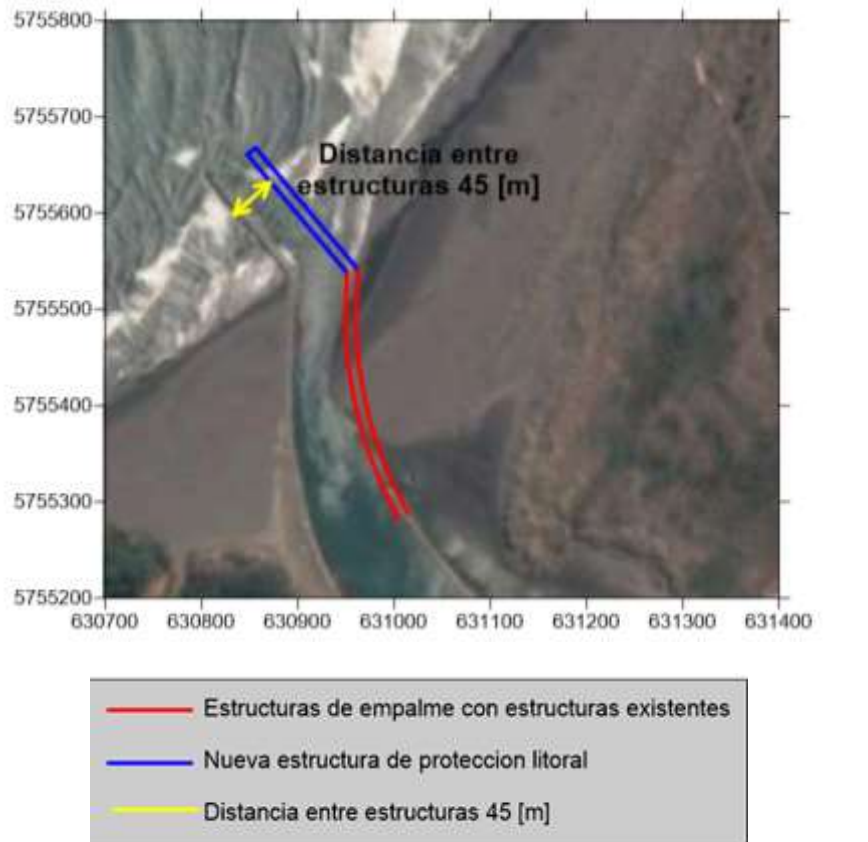 5755800
5755700
5755600
5755500
5755400
5755300
5755200
Distancia entre
estructuras 45 [m]
630700 630800 630900 631000 631100 631200 631300 631400
Estructuras de empalme con estructuras existentes
Nueva estructura de proteccion litoral
Distancia entre estructuras 45 [m]